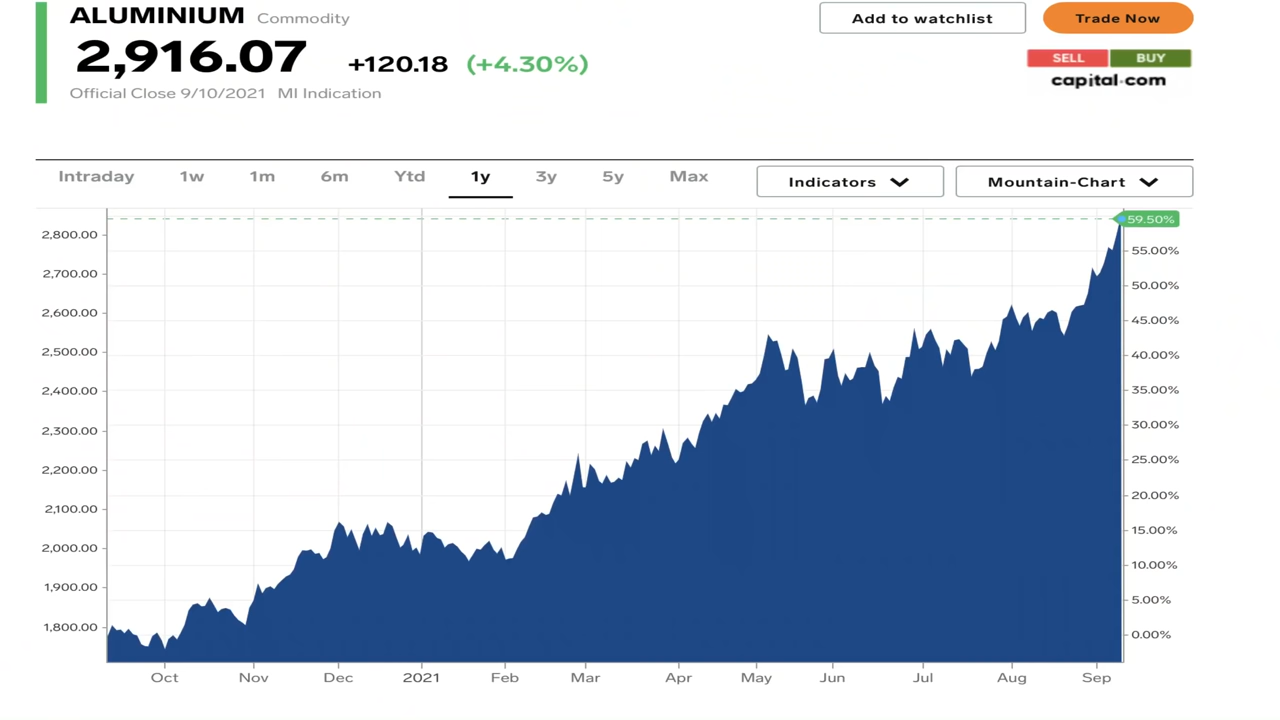 ALUMINIUM Commodity
Add to watchlist
Trade Now
2,916.07 +120.18 (+4.30%)
SELL BUY
capital.com
Official Close 9/10/2021 MI Indication
Intraday 1w 1m 6m Ytd 1y 3y 5y Max
Indicators
Mountain-Chart
59.50%
2,800.00
2,700.00
2,600.00
2,500.00
2,400.00
2,300.00
2,200.00
2,100.00
2,000.00
1,900.00
1,800.00
55.00%
50.00%
45.00%
40.00%
35.00%
30.00%
25.00%
20.00%
15.00%
10.00%
5.00%
0.00%
Oct Nov Dec 2021 Feb Mar Apr May Jun Jul Aug Sep